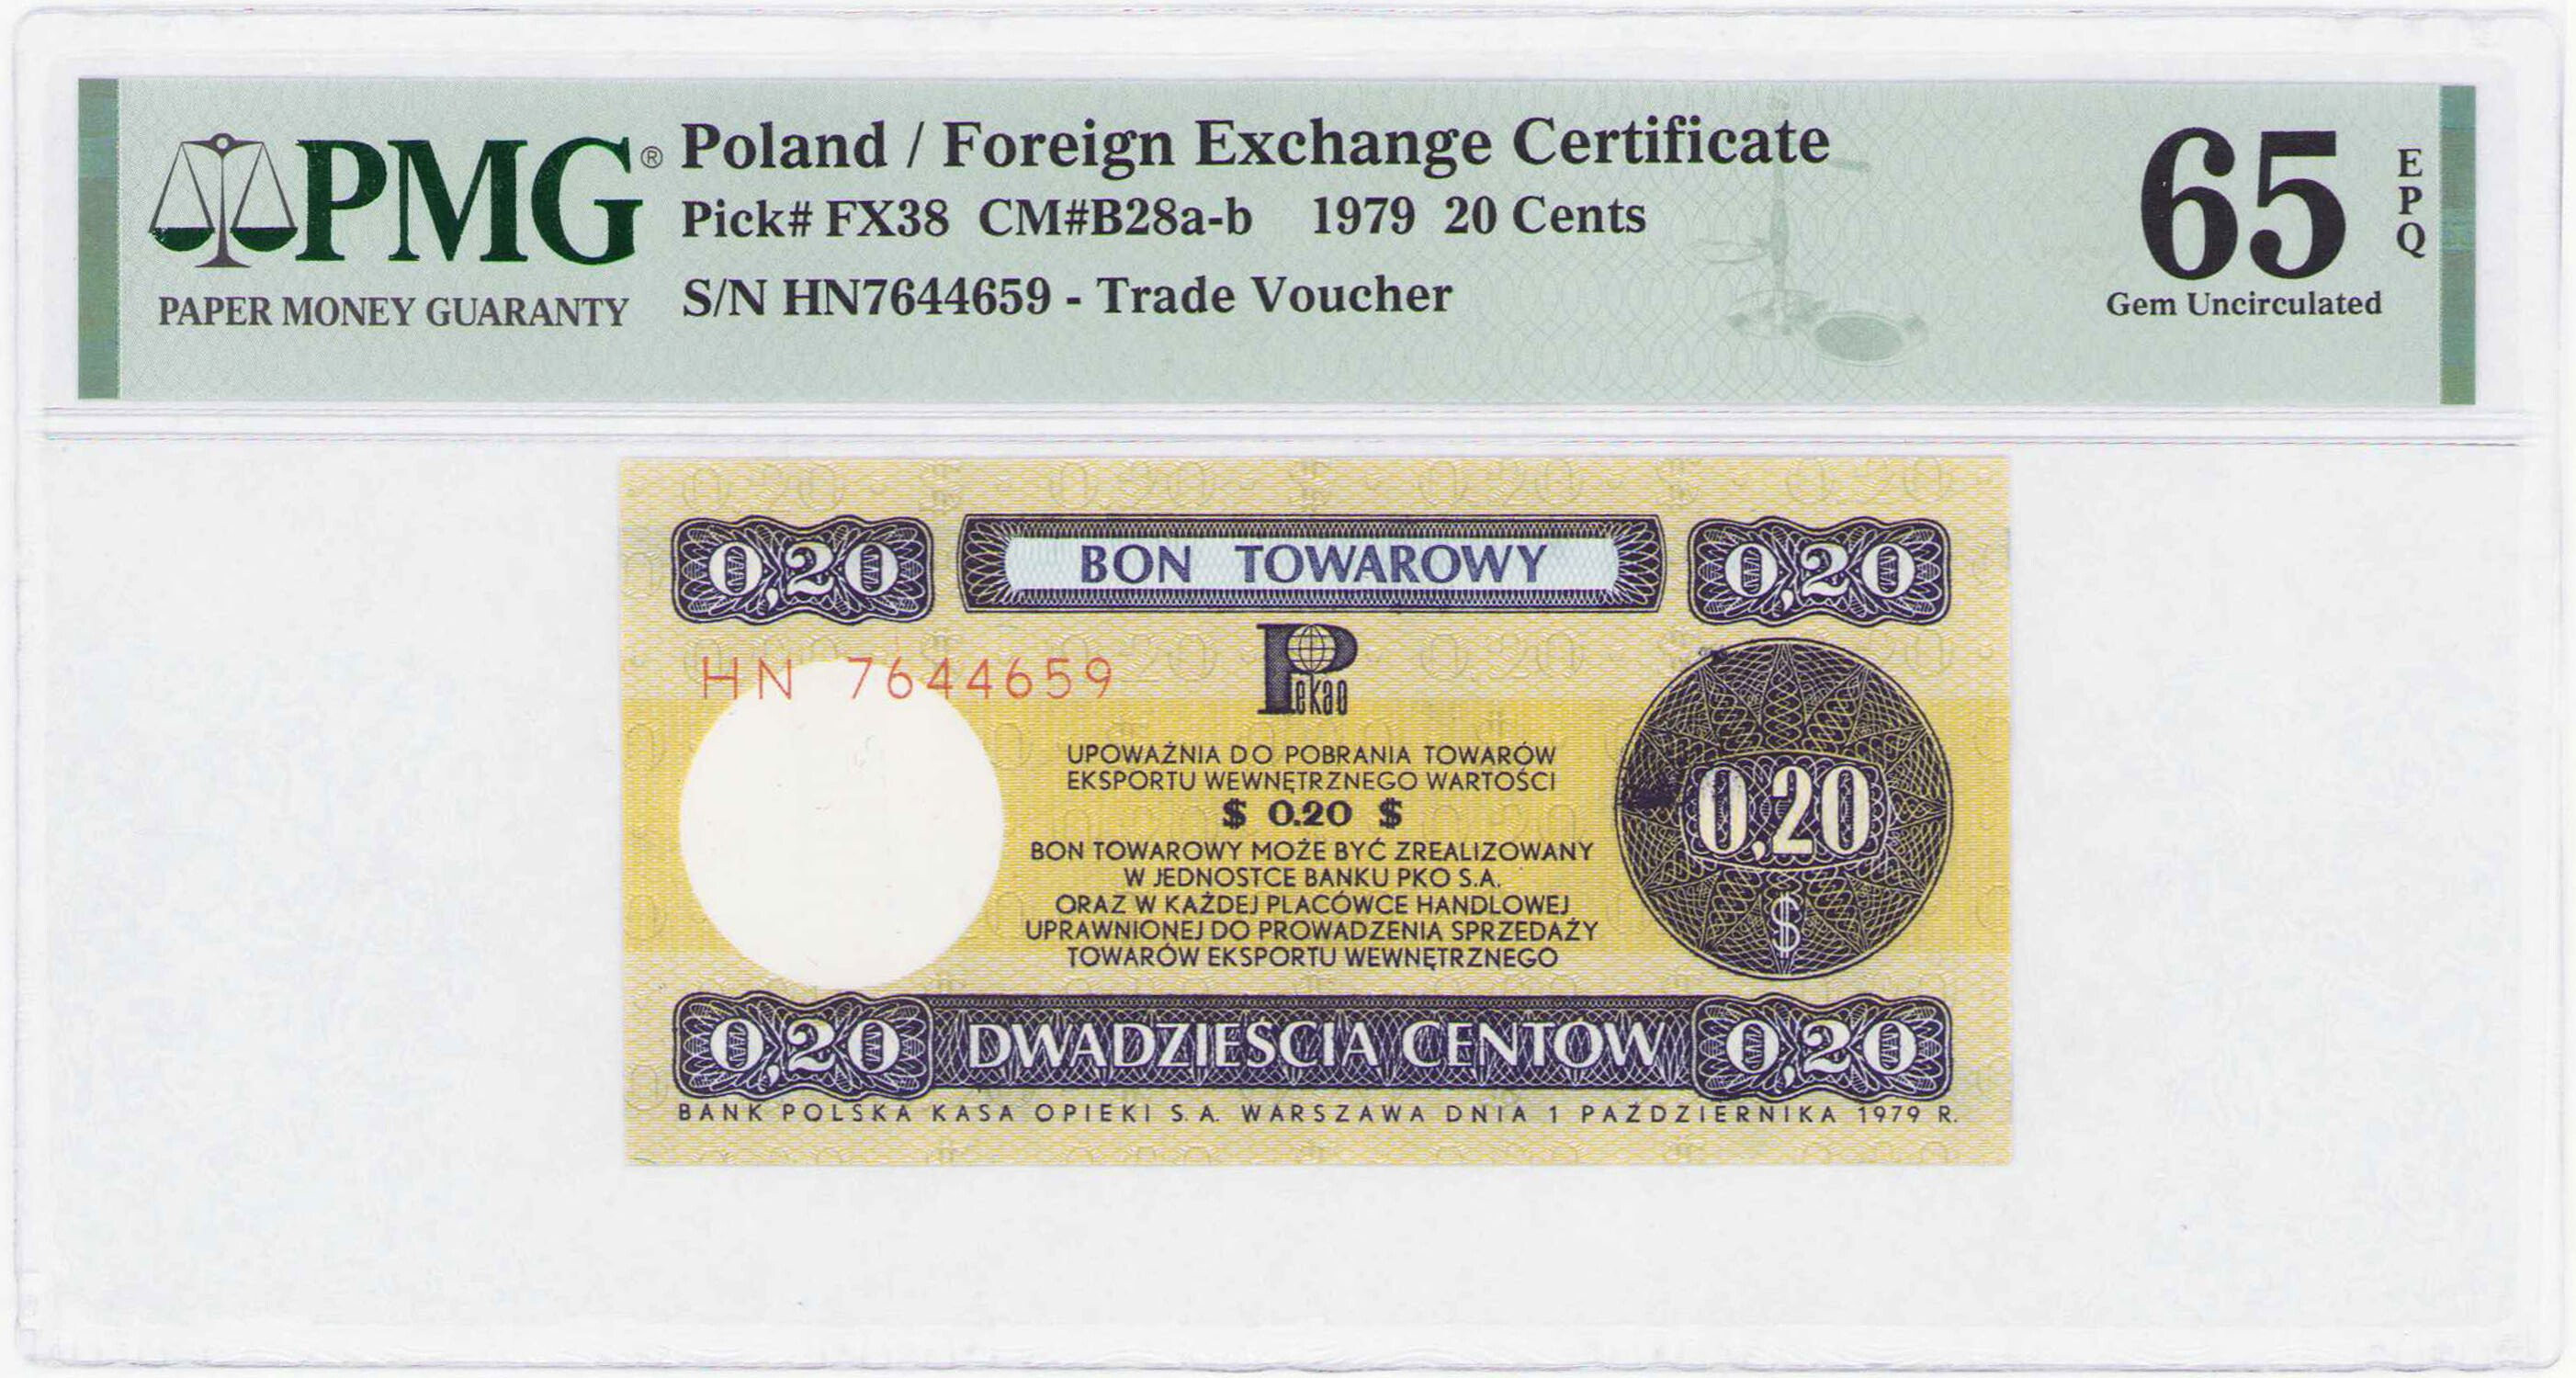 PMG®
PAPER MONEY GUARANTY
Poland / Foreign Exchange Certificate
Pick# FX38 CM#B28a-b 1979 20 Cents
S/N HN7644659 - Trade Voucher
65
EPQ
Gem Uncirculated
0,20
BON TOWAROWY
0,20
HN 7644659
Pekao
UPOWAŻNIA DO POBRANIA TOWARÓW
EKSPORTU WEWNĘTRZNEGO WARTOŚCI
$ 0.20 $
BON TOWAROWY MOŻE BYĆ ZREALIZOWANY
W JEDNOSTCE BANKU PKO S.A.
ORAZ W KAŻDEJ PLACÓWCE HANDLOWEJ
UPRAWNIONEJ DO PROWADZENIA SPRZEDAŻY
TOWARÓW EKSPORTU WEWNĘTRZNEGO
0,20
$
0,20
DWADZIEŚCIA CENTÓW
0,20
BANK POLSKA KASA OPIEKI S.A. WARSZAWA DNIA 1 PAŹDZIERNIKA 1979 R.